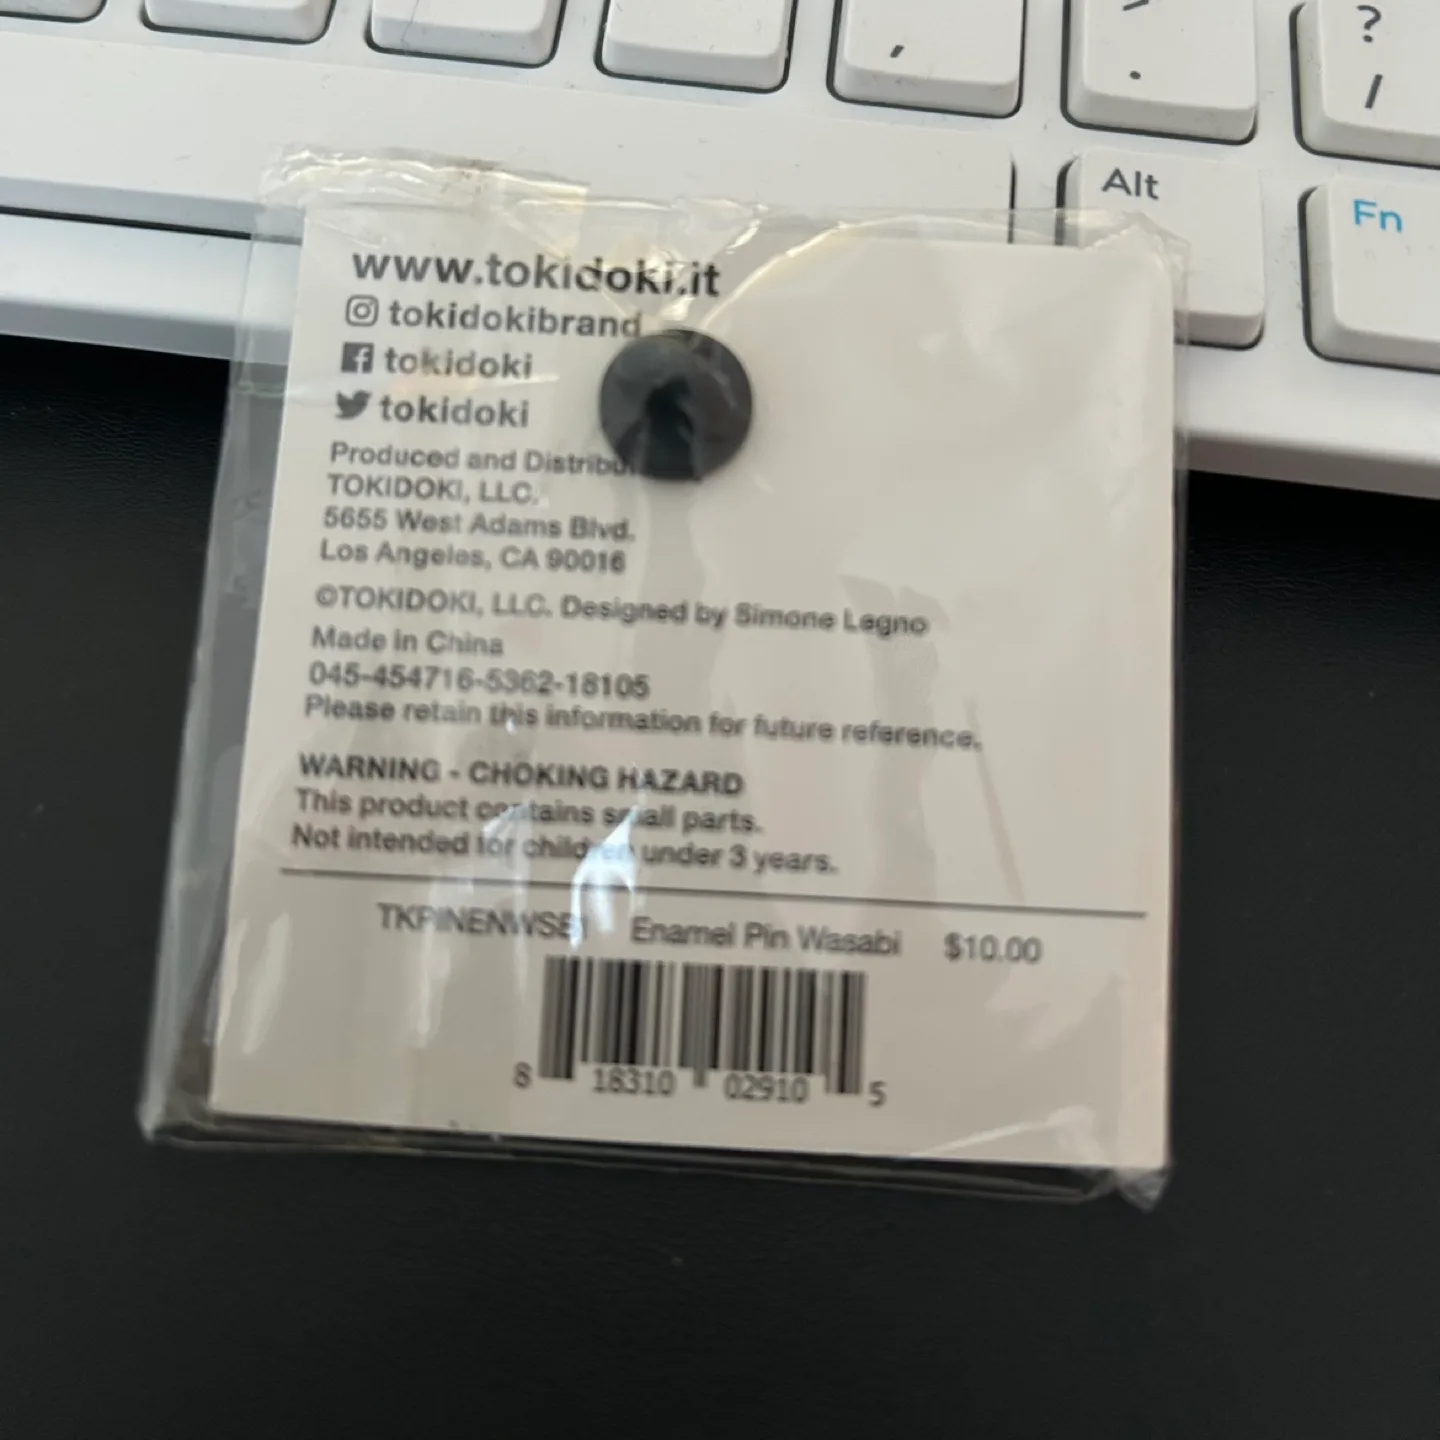 ,
>
.
?
/
Alt
Fn
www.tokidoki.it
tokidokibrand
tokidoki
tokidoki
Produced and Distribu
TOKIDOKI, LLC.
5655 West Adams Blvd.
Los Angeles, CA 90016
©TOKIDOKI, LLC. Designed by Simone Legno
Made in China
045-454716-5362-18105
Please retain this information for future reference.
WARNING - CHOKING HAZARD
This product contains small parts.
Not intended for children under 3 years.
Enamel Pin Wasabi $10.00
8 18310 02910 5